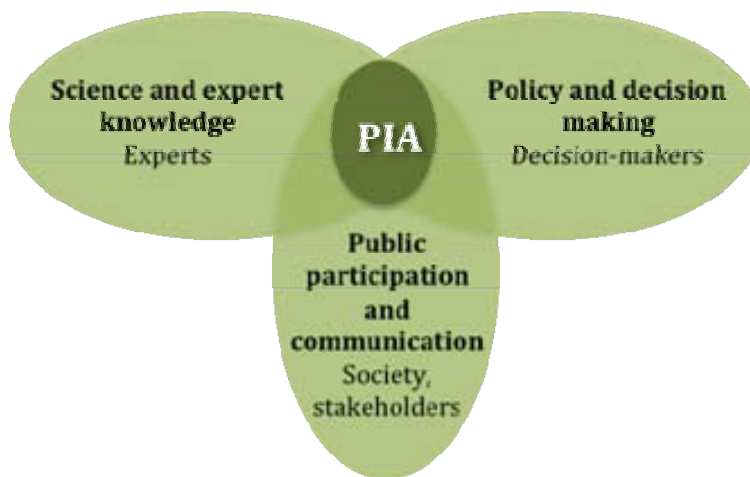 Science and expert
knowledge
Experts
PIA
Policy and decision
making
Decision-makers
Public
participation
and
communication
Society,
stakeholders